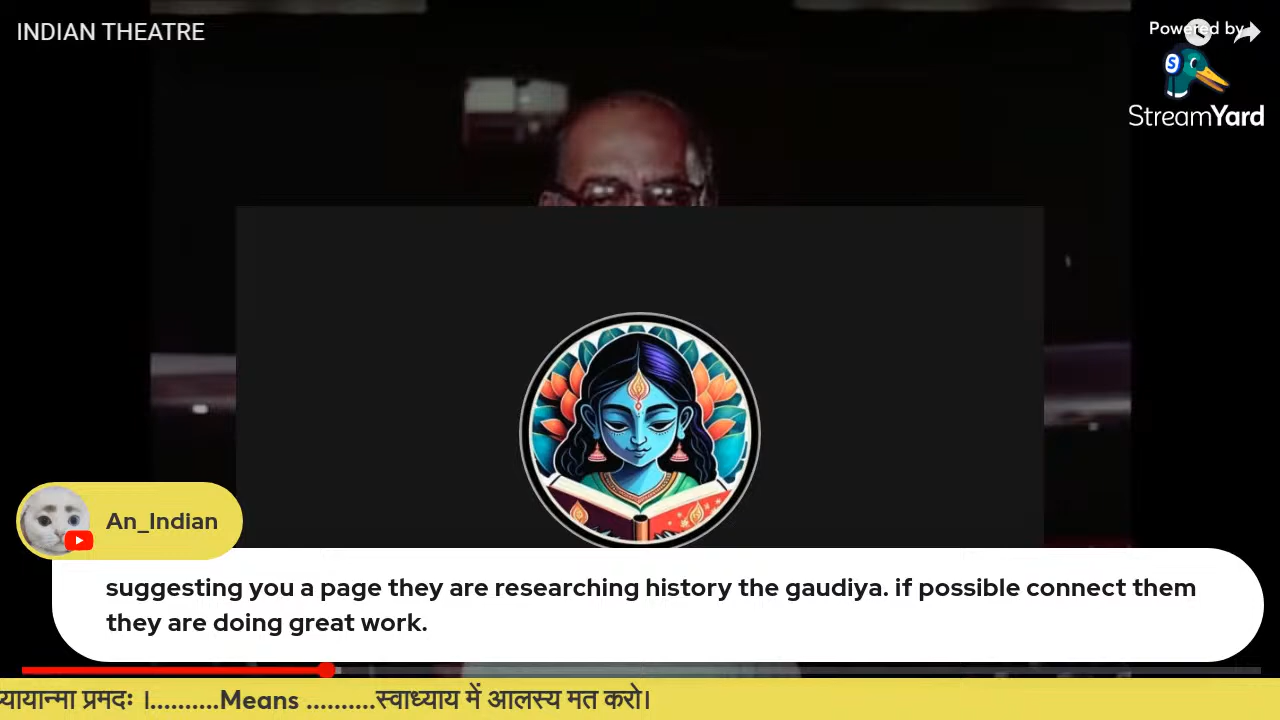 INDIAN THEATRE
Powered by
StreamYard
An_Indian
suggesting you a page they are researching history the gaudiya. if possible connect them
they are doing great work.
प्रमदः ।..........Means ..........स्वाध्याय में आलस्य मत करो।